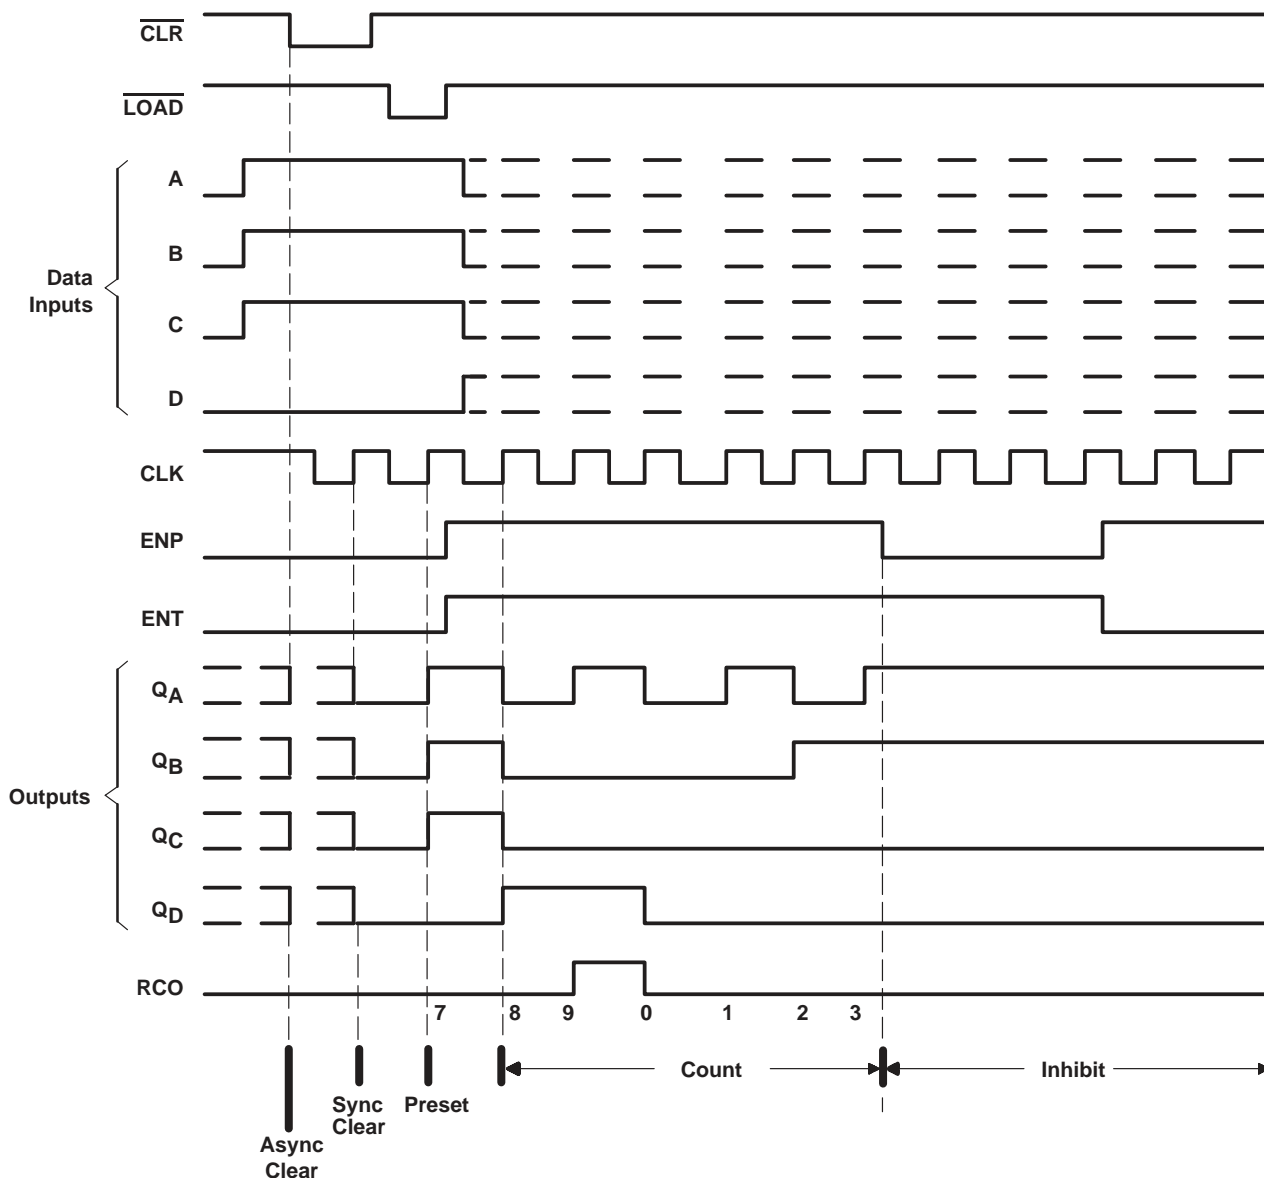 CLR
LOAD
A
B
Data
Inputs
C
D
CLK
ENP
ENT
QA
QB
Outputs
QC
QD
RCO
7 8 9 0 1 2 3
Count
Inhibit
Sync
Clear
Preset
Async
Clear